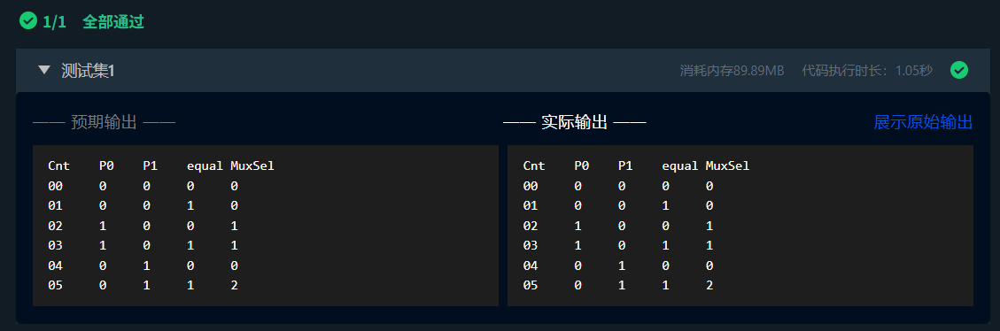 1/1 全部通过
测试集1 消耗内存89.89MB 代码执行时长：1.05秒
—— 预期输出 ——
Cnt P0 P1 equal MuxSel
00 0 0 0 0
01 0 0 1 0
02 1 0 0 1
03 1 0 1 1
04 0 1 0 0
05 0 1 1 2
—— 实际输出 —— 展示原始输出
Cnt P0 P1 equal MuxSel
00 0 0 0 0
01 0 0 1 0
02 1 0 0 1
03 1 0 1 1
04 0 1 0 0
05 0 1 1 2